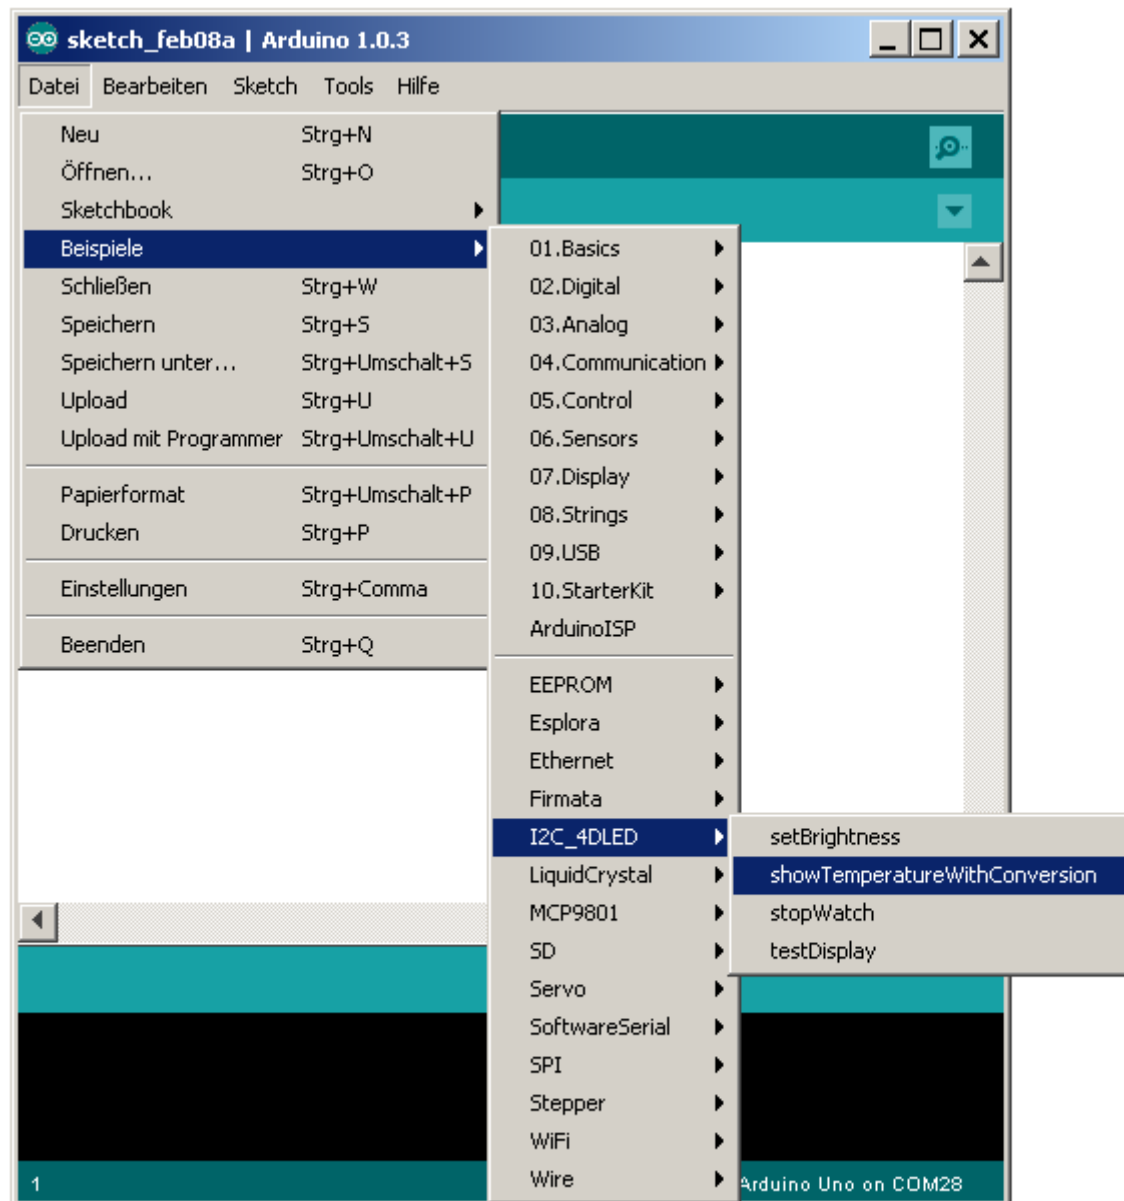 sketch_feb08a | Arduino 1.0.3
Datei Bearbeiten Sketch Tools Hilfe
Neu Strg+N
Öffnen... Strg+O
Sketchbook
Beispiele
Schließen Strg+W
Speichern Strg+S
Speichern unter... Strg+Umschalt+S
Upload Strg+U
Upload mit Programmer Strg+Umschalt+U
Papierformat Strg+Umschalt+P
Drucken Strg+P
Einstellungen Strg+Comma
Beenden Strg+Q
01.Basics
02.Digital
03.Analog
04.Communication
05.Control
06.Sensors
07.Display
08.Strings
09.USB
10.StarterKit
ArduinoISP
EEPROM
Esplora
Ethernet
Firmata
I2C_4DLED
LiquidCrystal
MCP9801
SD
Servo
SoftwareSerial
SPI
Stepper
WiFi
Wire
setBrightness
showTemperatureWithConversion
stopWatch
testDisplay
1 Arduino Uno on COM28